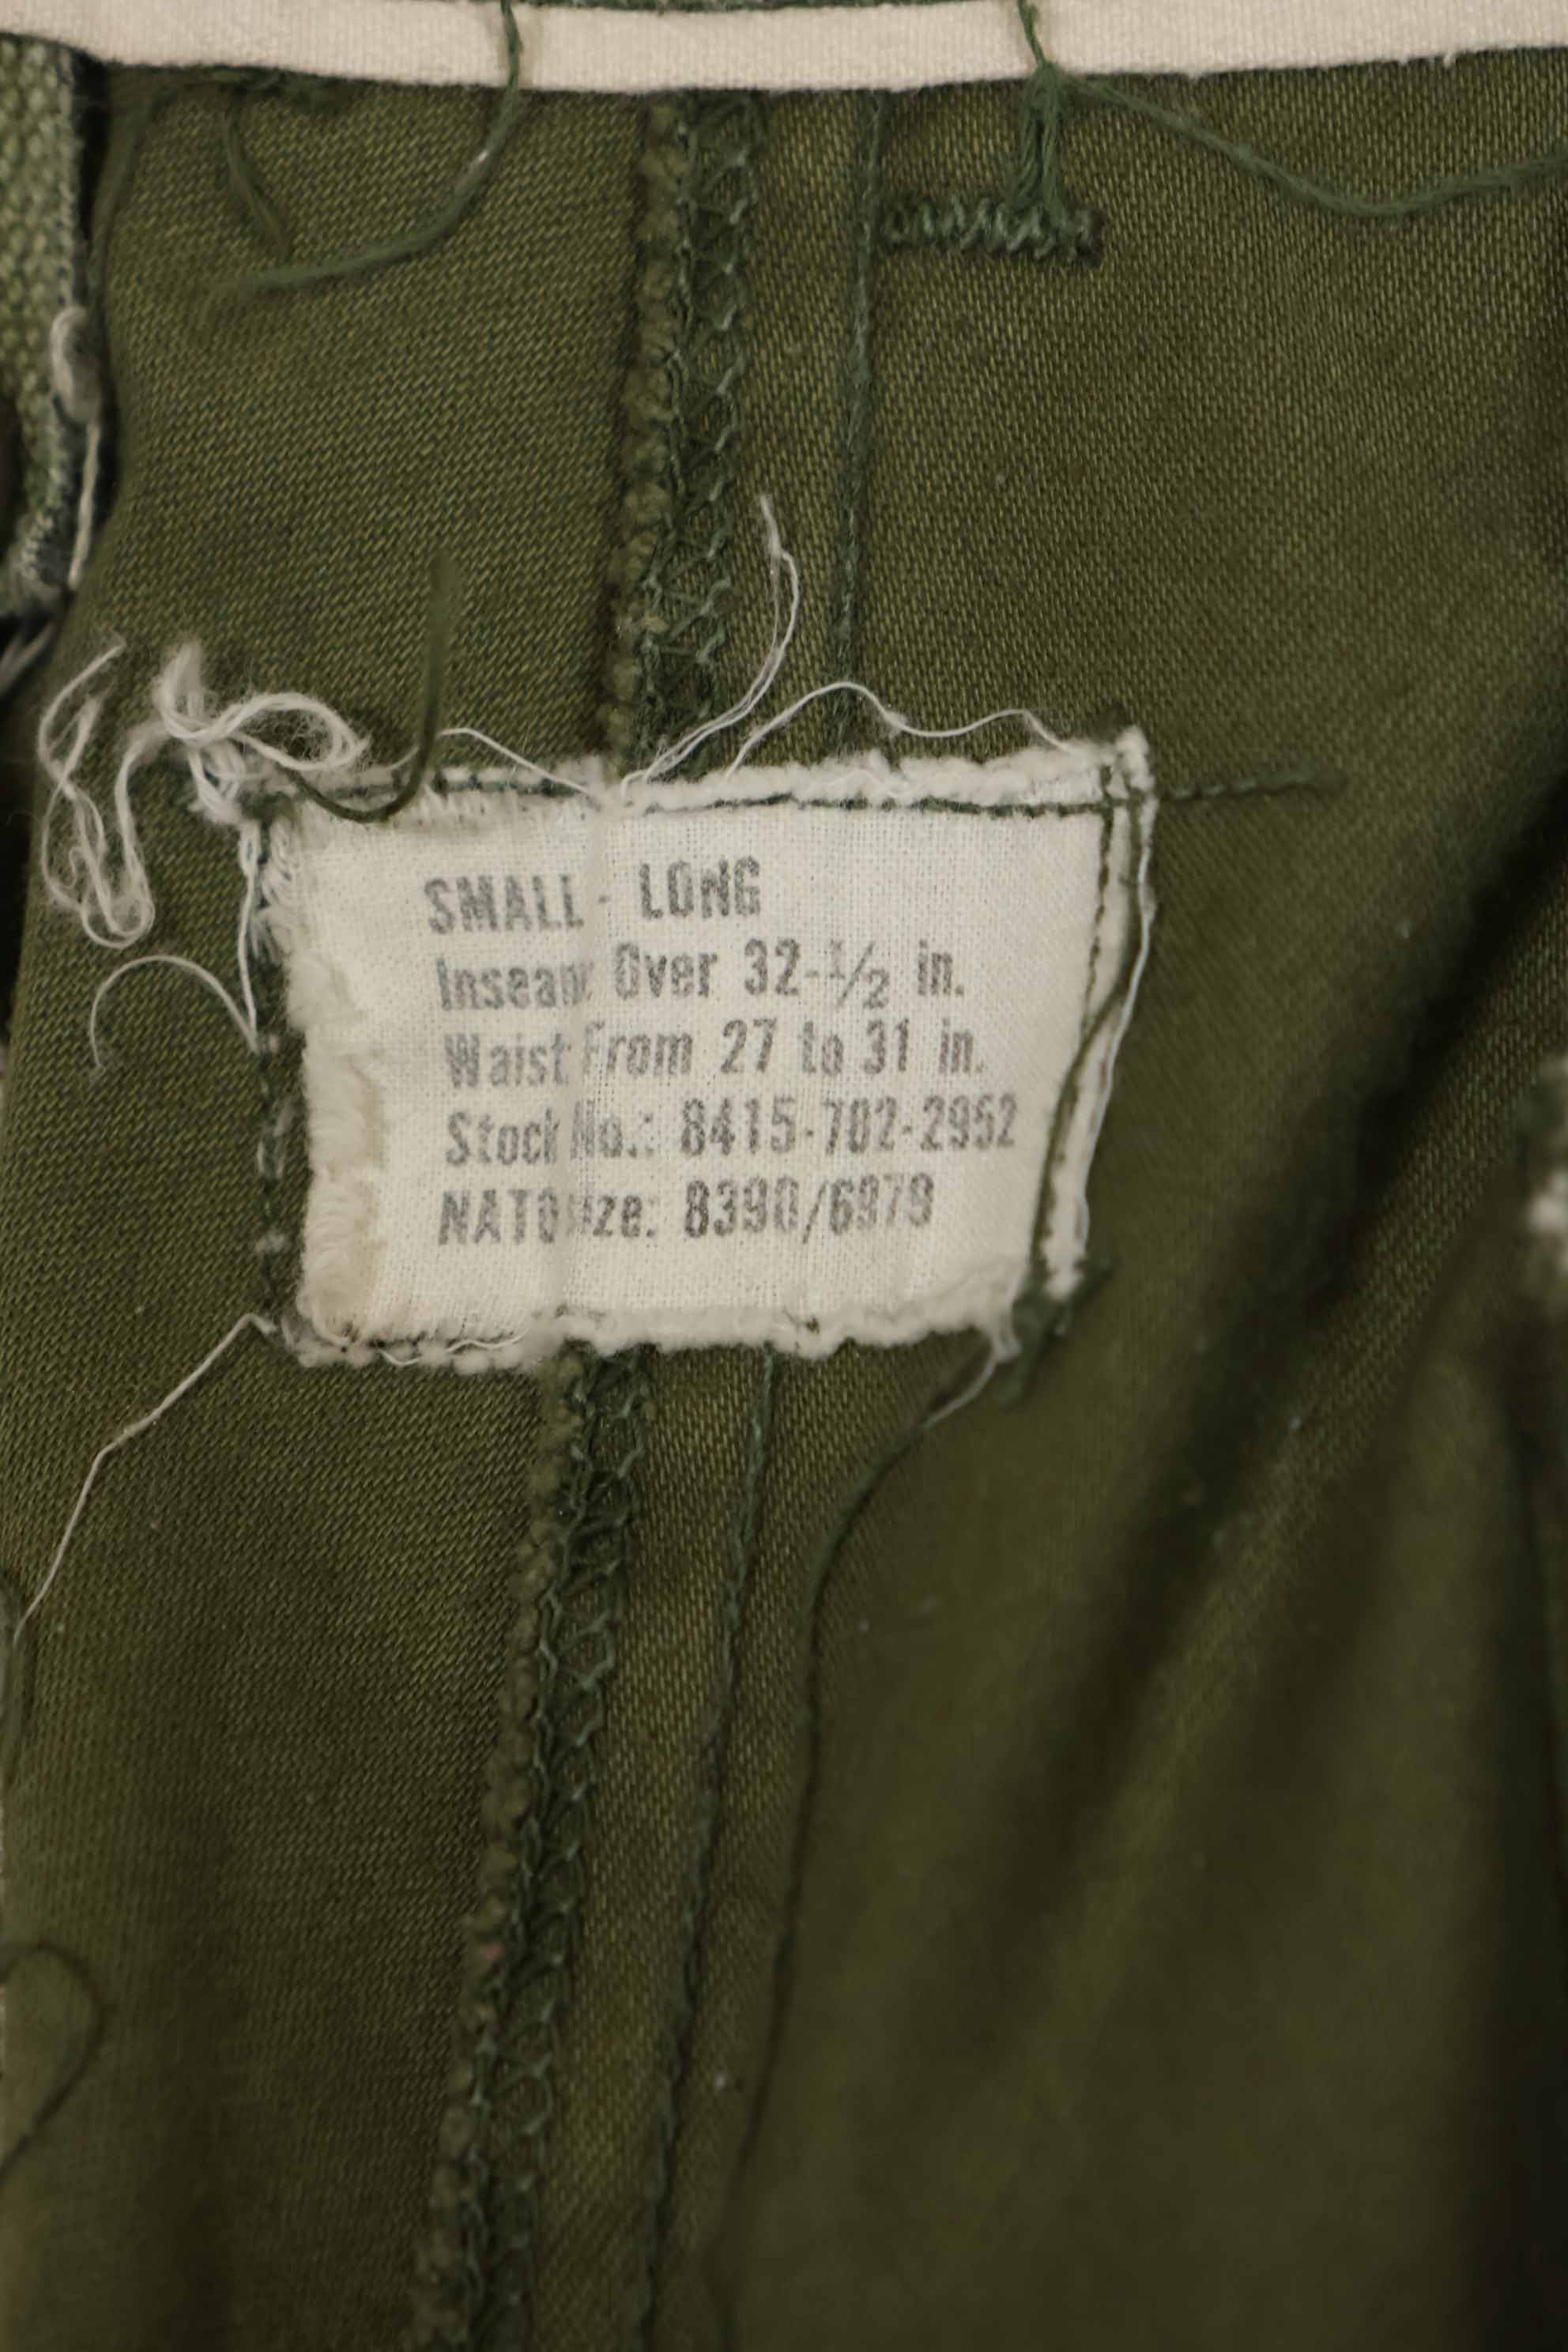 SMALL - LONG
Inseam: Over 32-1/2 in.
Waist: From 27 to 31 in.
Stock No.: 8415-702-2952
NATO Size: 8390/6979